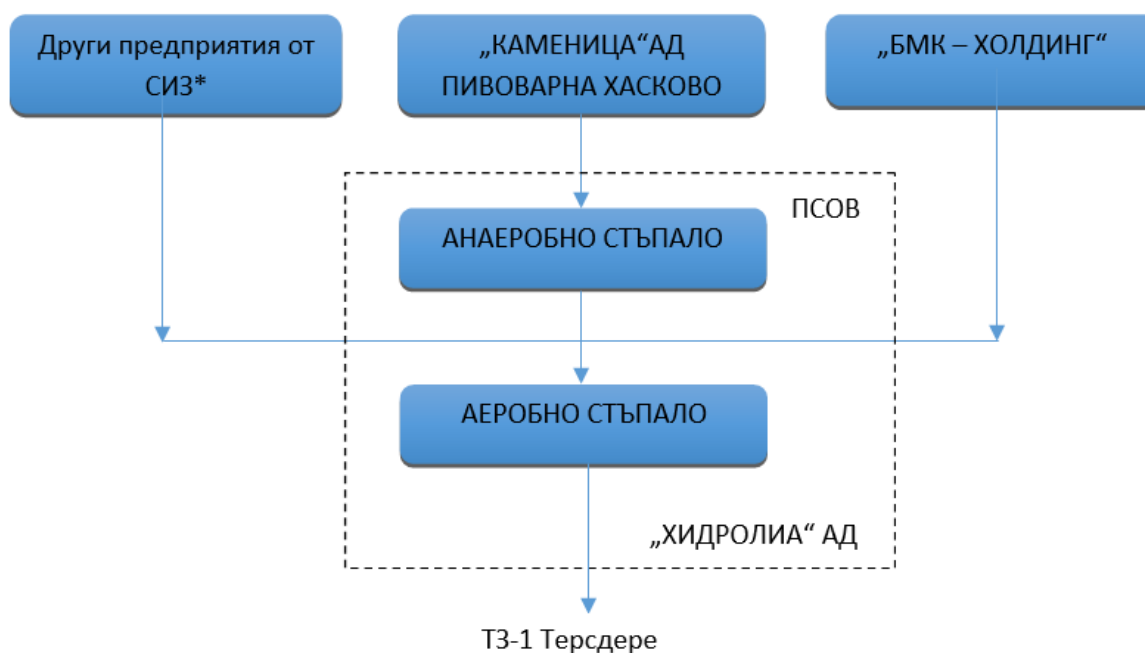 Други предприятия от
СИЗ*
„КАМЕНИЦА“АД
ПИВОВАРНА ХАСКОВО
„БМК – ХОЛДИНГ“
ПСОВ
АНАЕРОБНО СТЪПАЛО
АЕРОБНО СТЪПАЛО
„ХИДРОЛИА“ АД
ТЗ-1 Терсдере